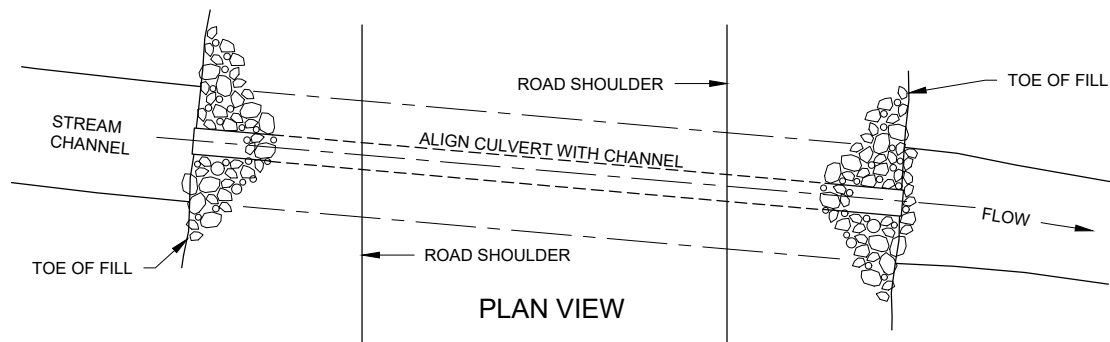 ROAD SHOULDER
TOE OF FILL
STREAM
CHANNEL
ALIGN CULVERT WITH CHANNEL
FLOW
TOE OF FILL
ROAD SHOULDER
PLAN VIEW